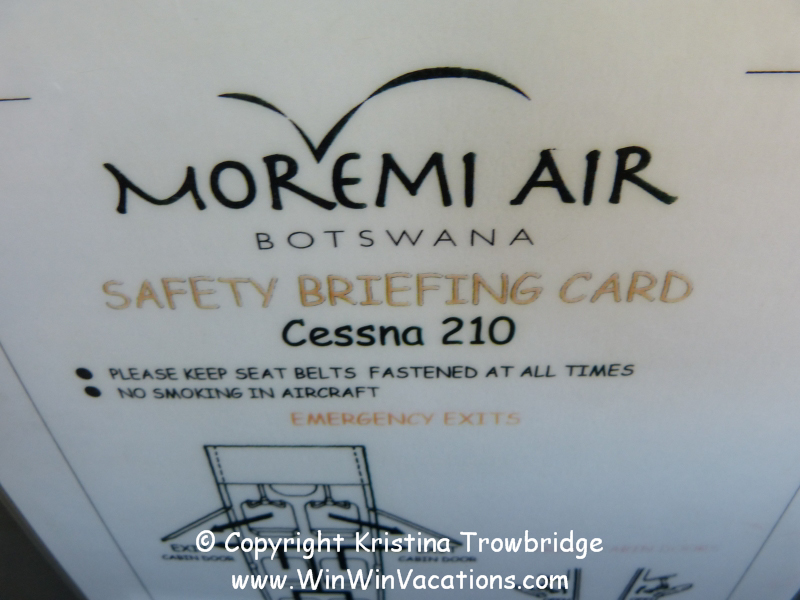 MOREMI AIR
BOTSWANA
SAFETY BRIEFING CARD
Cessna 210
● PLEASE KEEP SEAT BELTS FASTENED AT ALL TIMES
● NO SMOKING IN AIRCRAFT
EMERGENCY EXITS
EXIT
CABIN DOOR
CABIN DOOR
© Copyright Kristina Trowbridge
www.WinWinVacations.com